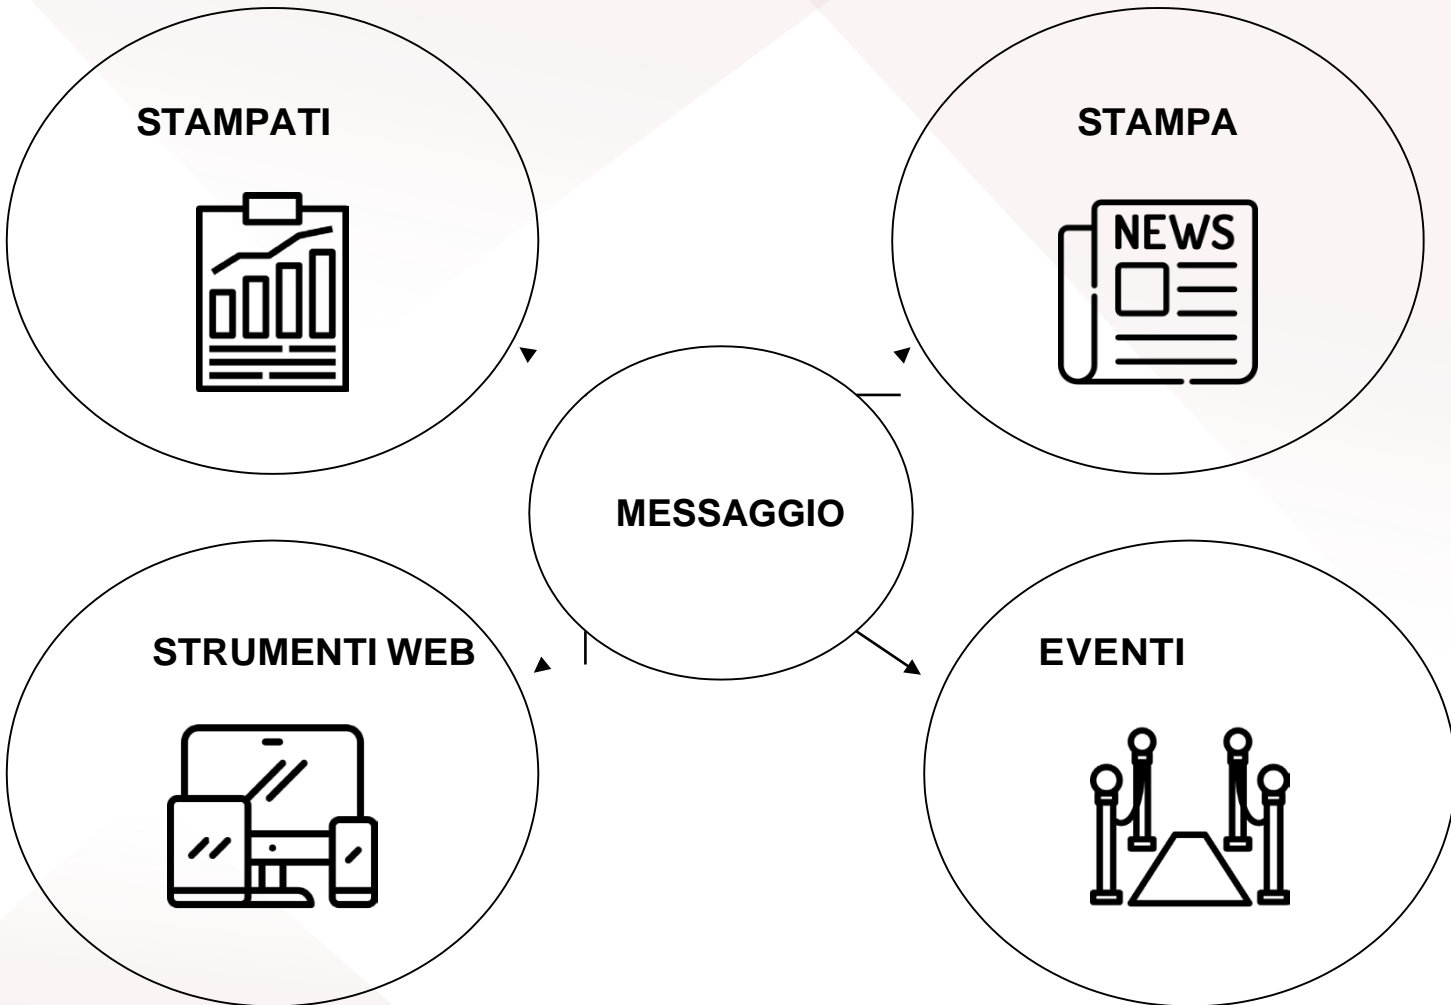 STAMPATI
STAMPA
NEWS
MESSAGGIO
STRUMENTI WEB
EVENTI